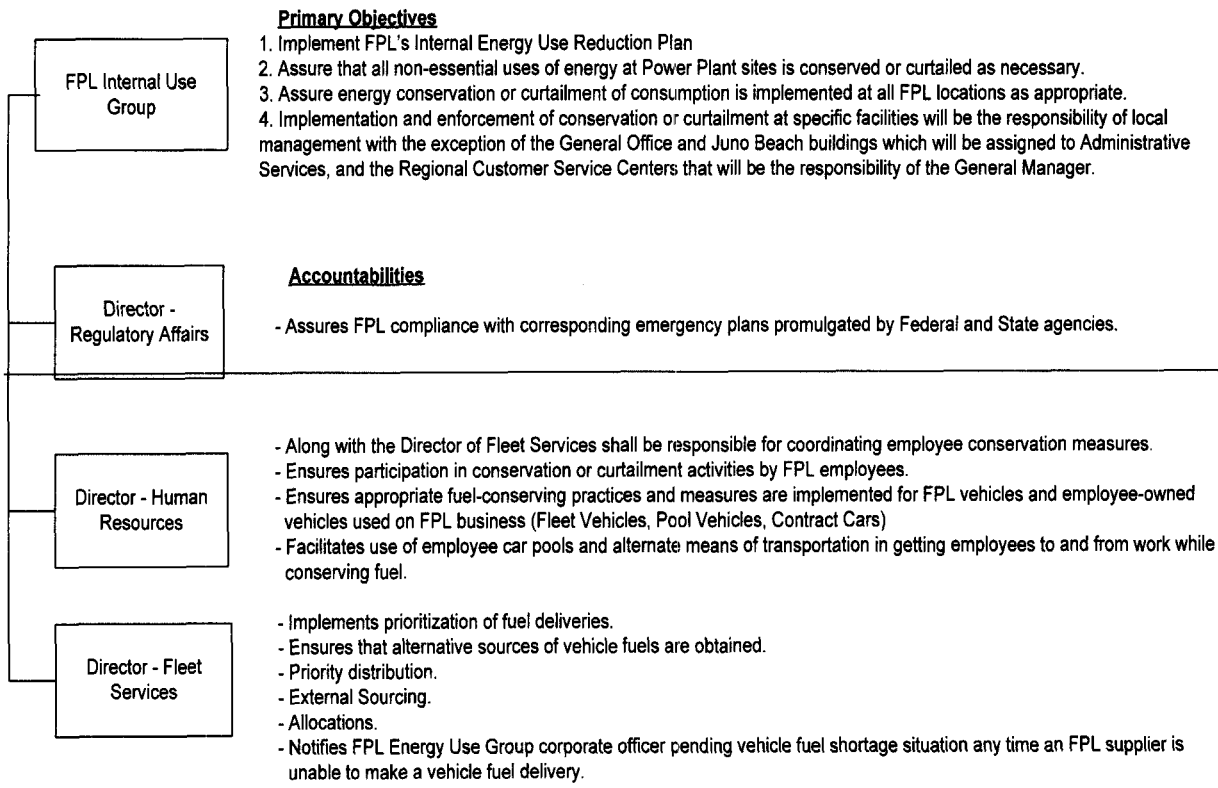 Primary Objectives
FPL Internal Use
Group
1. Implement FPL's Internal Energy Use Reduction Plan
2. Assure that all non-essential uses of energy at Power Plant sites is conserved or curtailed as necessary.
3. Assure energy conservation or curtailment of consumption is implemented at all FPL locations as appropriate.
4. Implementation and enforcement of conservation or curtailment at specific facilities will be the responsibility of local
management with the exception of the General Office and Juno Beach buildings which will be assigned to Administrative
Services, and the Regional Customer Service Centers that will be the responsibility of the General Manager.
Accountabilities
Director -
Regulatory Affairs
- Assures FPL compliance with corresponding emergency plans promulgated by Federal and State agencies.
Director - Human
Resources
- Along with the Director of Fleet Services shall be responsible for coordinating employee conservation measures.
- Ensures participation in conservation or curtailment activities by FPL employees.
- Ensures appropriate fuel-conserving practices and measures are implemented for FPL vehicles and employee-owned
vehicles used on FPL business (Fleet Vehicles, Pool Vehicles, Contract Cars)
- Facilitates use of employee car pools and alternate means of transportation in getting employees to and from work while
conserving fuel.
Director - Fleet
Services
- Implements prioritization of fuel deliveries.
- Ensures that alternative sources of vehicle fuels are obtained.
- Priority distribution.
- External Sourcing.
- Allocations.
- Notifies FPL Energy Use Group corporate officer pending vehicle fuel shortage situation any time an FPL supplier is
unable to make a vehicle fuel delivery.